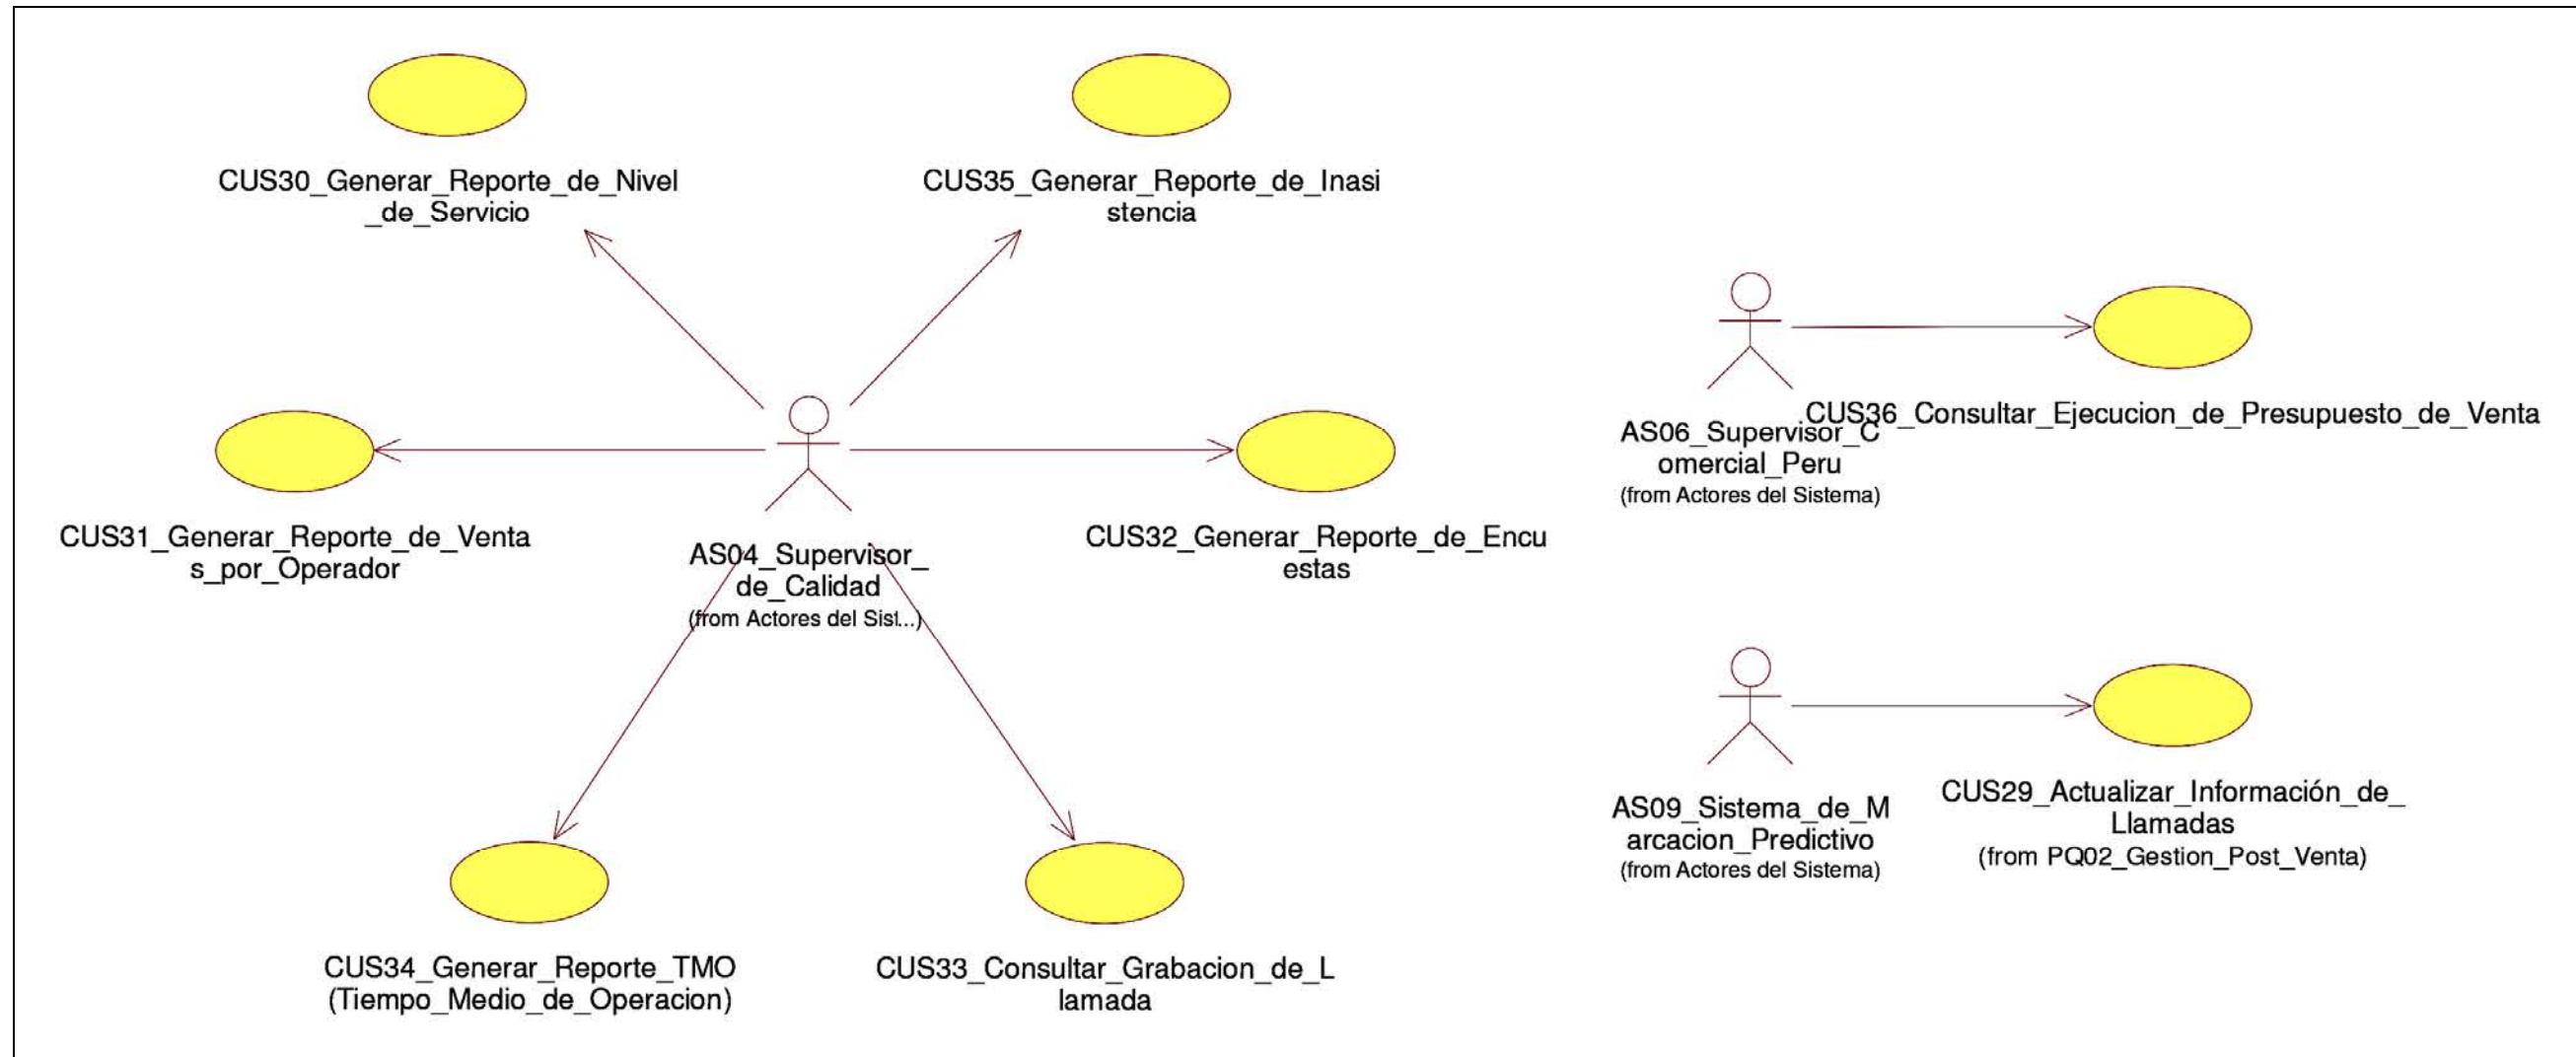 CUS30_Generar_Reporte_de_Nivel
_de_Servicio
CUS35_Generar_Reporte_de_Inasi
stencia
CUS31_Generar_Reporte_de_Venta
s_por_Operador
AS04_Supervisor_
de_Calidad
(from Actores del Sist...)
CUS32_Generar_Reporte_de_Encu
estas
CUS34_Generar_Reporte_TMO
(Tiempo_Medio_de_Operacion)
CUS33_Consultar_Grabacion_de_L
lamada
AS06_Supervisor_C
omercial_Peru
(from Actores del Sistema)
CUS36_Consultar_Ejecucion_de_Presupuesto_de_Venta
AS09_Sistema_de_M
arcacion_Predictivo
(from Actores del Sistema)
CUS29_Actualizar_Información_de_
Llamadas
(from PQ02_Gestion_Post_Venta)